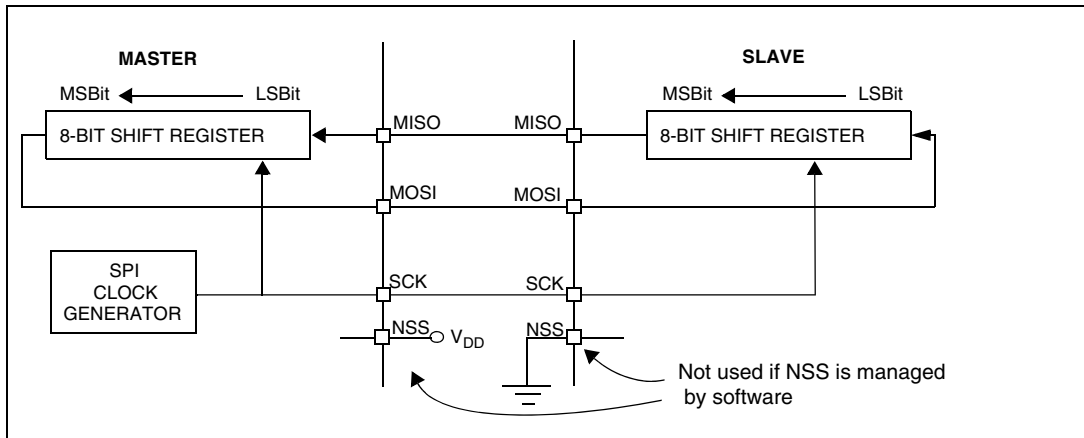 MASTER
SLAVE
MSBit LSBit
MSBit LSBit
8-BIT SHIFT REGISTER
8-BIT SHIFT REGISTER
MISO
MISO
MOSI
MOSI
SPI
CLOCK
GENERATOR
SCK
SCK
NSS
VDD
NSS
Not used if NSS is managed
by software